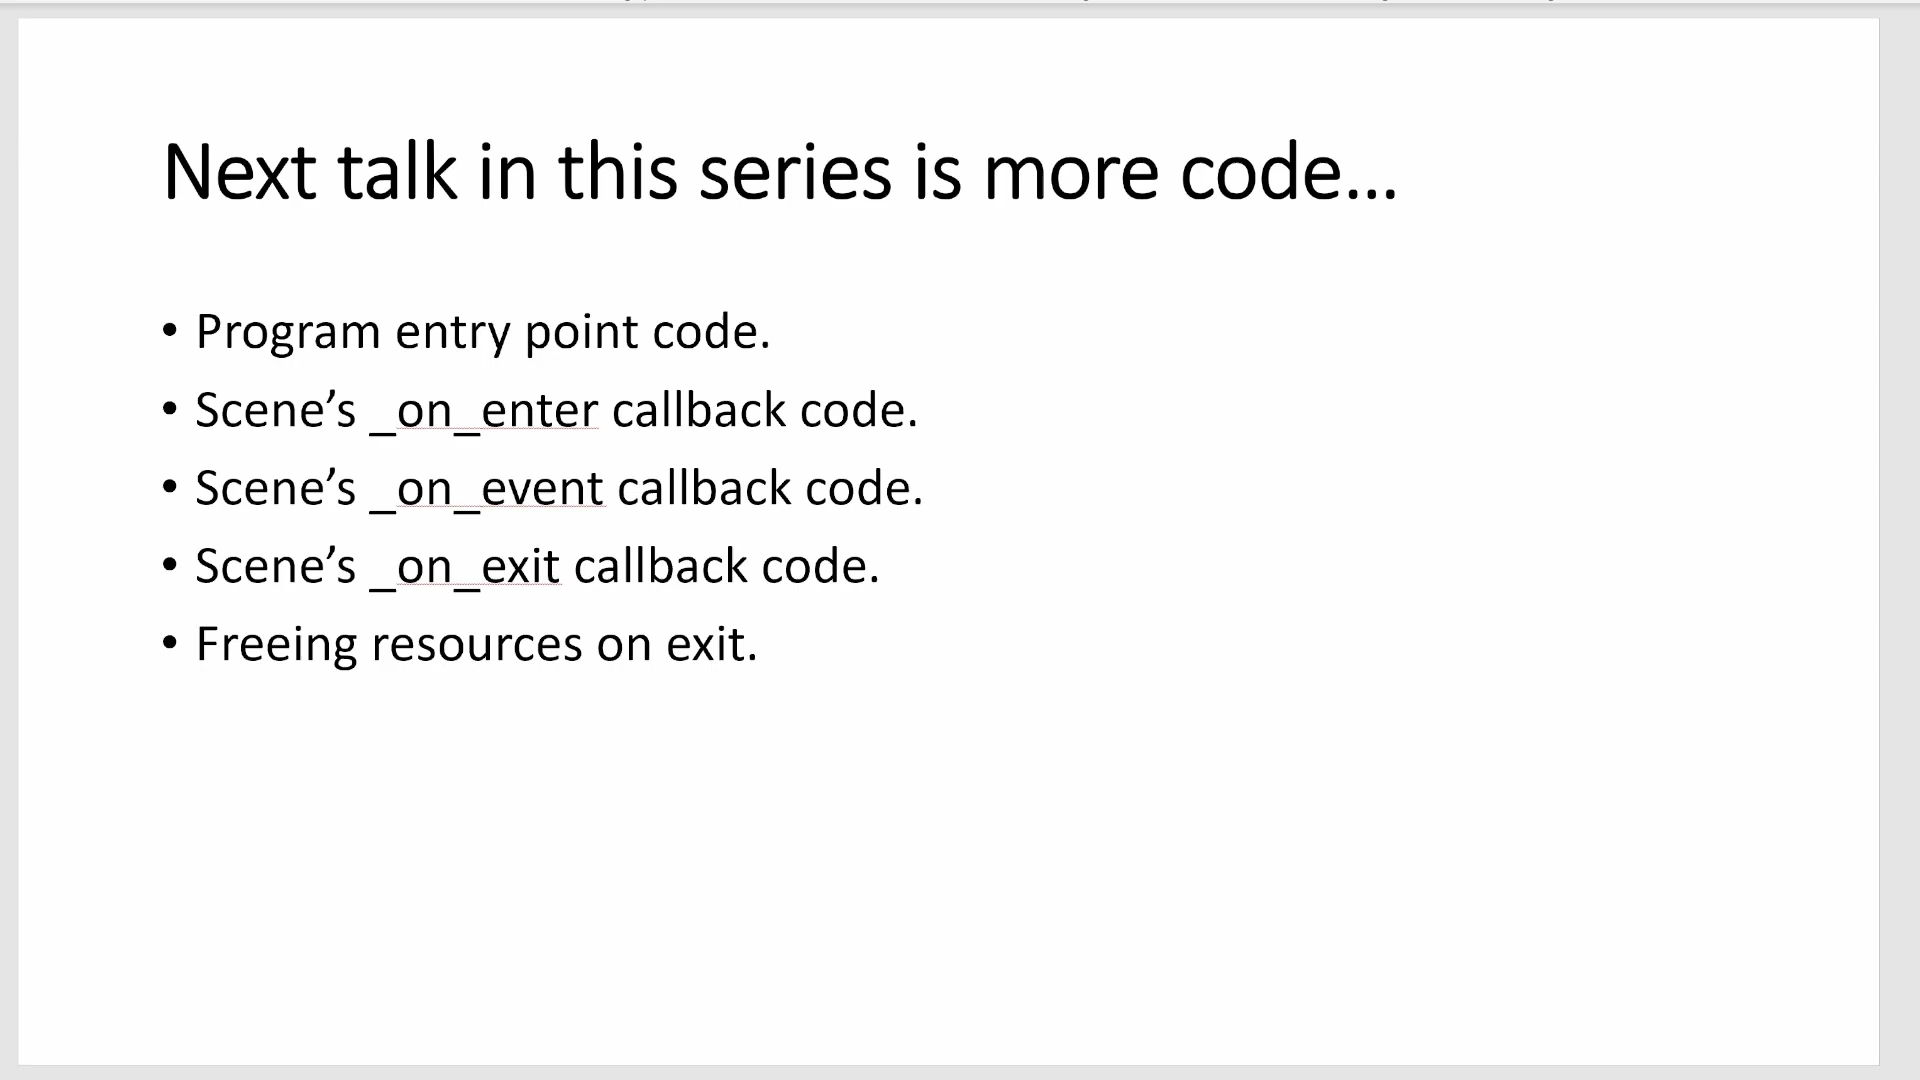 Next talk in this series is more code...
• Program entry point code.
• Scene’s _on_enter callback code.
• Scene’s _on_event callback code.
• Scene’s _on_exit callback code.
• Freeing resources on exit.